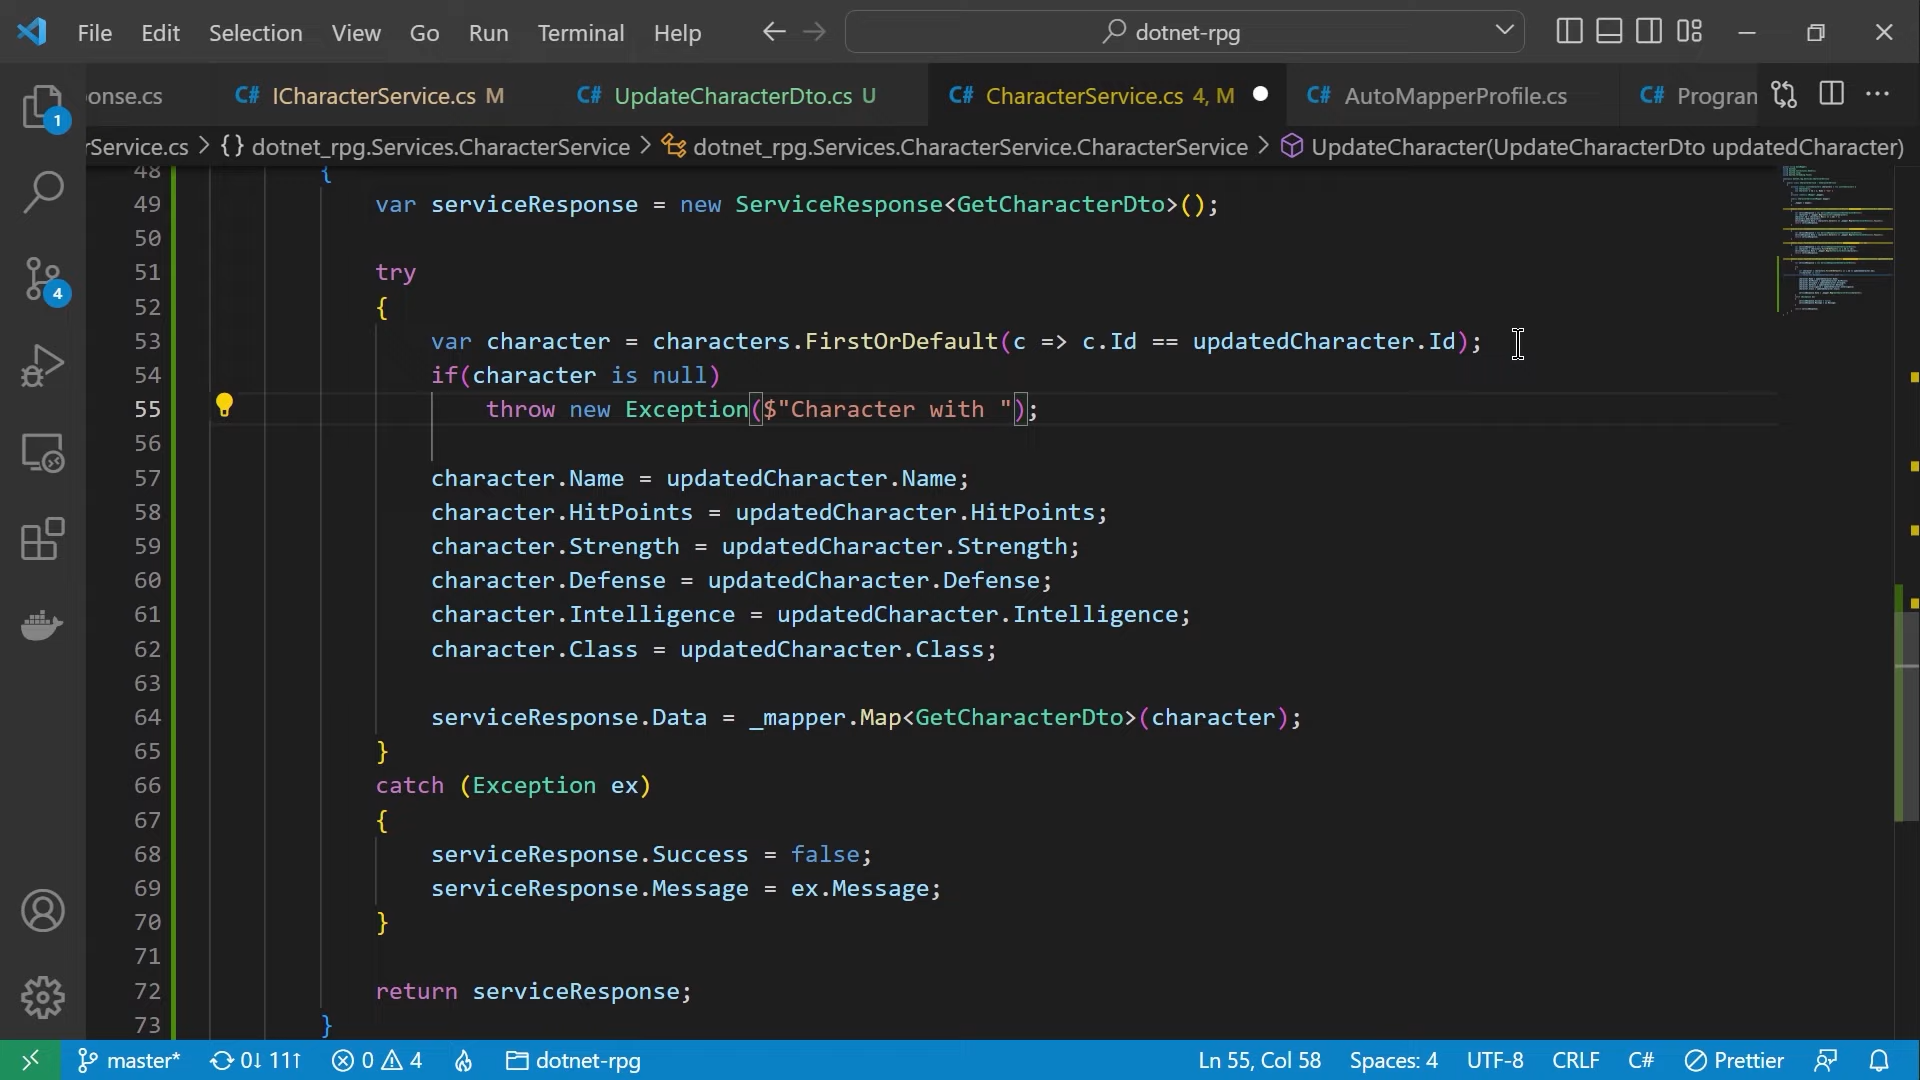 File Edit Selection View Go Run Terminal Help
dotnet-rpg
onse.cs
C# ICharacterService.cs M
C# UpdateCharacterDto.cs U
C# CharacterService.cs 4, M
C# AutoMapperProfile.cs
C# Program
rService.cs > {} dotnet_rpg.Services.CharacterService > dotnet_rpg.Services.CharacterService.CharacterService > UpdateCharacter(UpdateCharacterDto updatedCharacter)
48 {
49 var serviceResponse = new ServiceResponse<GetCharacterDto>();
50
51 try
52 {
53 var character = characters.FirstOrDefault(c => c.Id == updatedCharacter.Id);
54 if(character is null)
55 throw new Exception($"Character with ");
56
57 character.Name = updatedCharacter.Name;
58 character.HitPoints = updatedCharacter.HitPoints;
59 character.Strength = updatedCharacter.Strength;
60 character.Defense = updatedCharacter.Defense;
61 character.Intelligence = updatedCharacter.Intelligence;
62 character.Class = updatedCharacter.Class;
63
64 serviceResponse.Data = _mapper.Map<GetCharacterDto>(character);
65 }
66 catch (Exception ex)
67 {
68 serviceResponse.Success = false;
69 serviceResponse.Message = ex.Message;
70 }
71
72 return serviceResponse;
73 }
1
4
master* 0↓ 11↑ 0 4 dotnet-rpg Ln 55, Col 58 Spaces: 4 UTF-8 CRLF C# Prettier